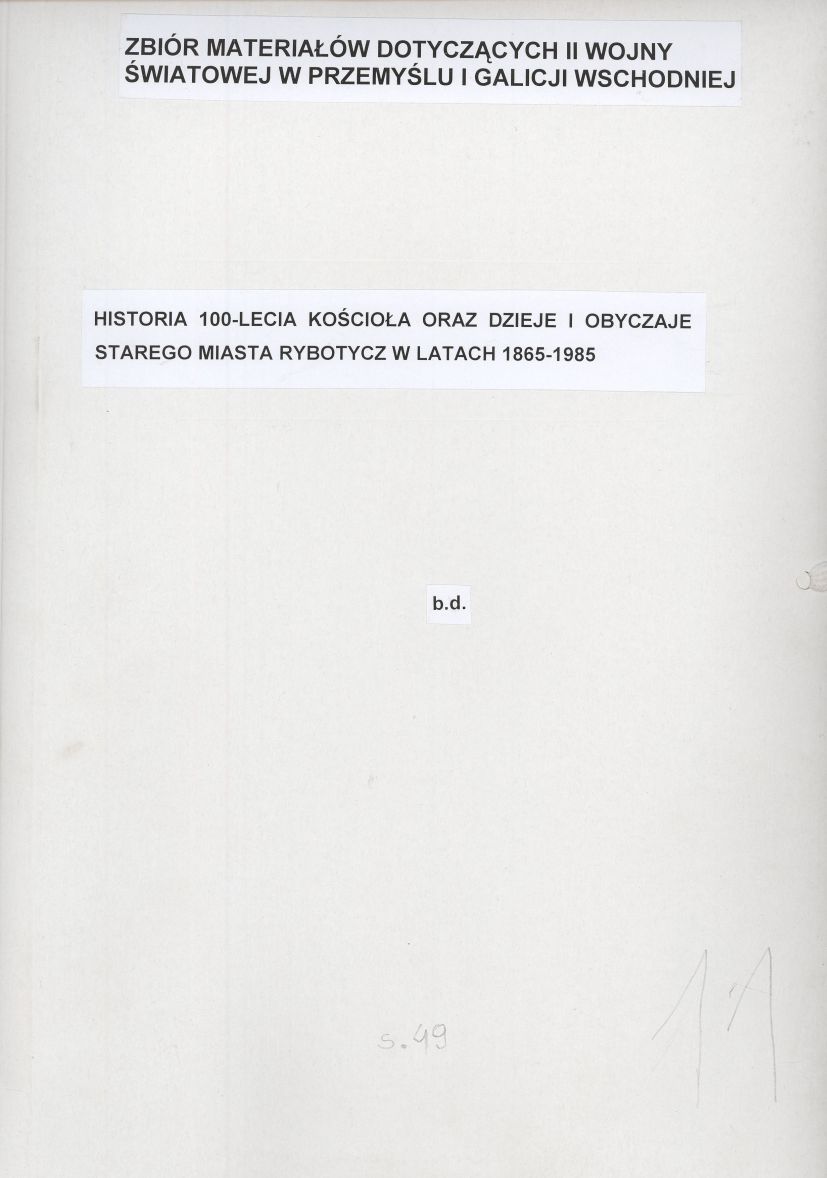 ZBIÓR MATERIAŁÓW DOTYCZĄCYCH II WOJNY
ŚWIATOWEJ W PRZEMYŚLU I GALICJI WSCHODNIEJ
HISTORIA 100-LECIA KOŚCIOŁA ORAZ DZIEJE I OBYCZAJE
STAREGO MIASTA RYBOTYCZ W LATACH 1865-1985
b.d.
s. 49
11